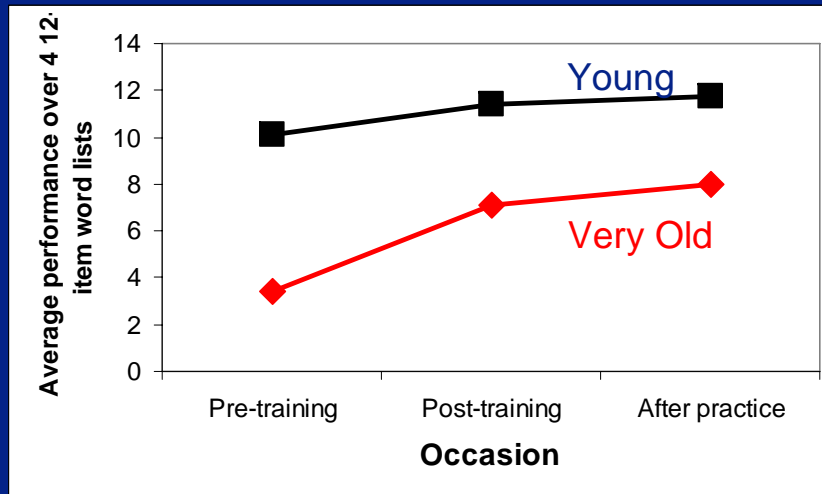 Average performance over 4 12-
item word lists
14
12
10
8
6
4
2
0
Young
Very Old
Pre-training Post-training After practice
Occasion